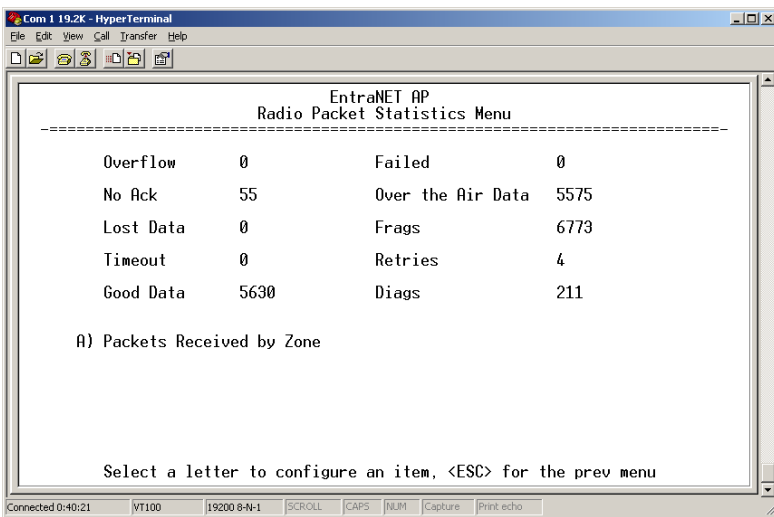 Com 1 19.2K - HyperTerminal
File Edit View Call Transfer Help
EntraNET AP
Radio Packet Statistics Menu
-==========================================================================-
Overflow 0 Failed 0
No Ack 55 Over the Air Data 5575
Lost Data 0 Frags 6773
Timeout 0 Retries 4
Good Data 5630 Diags 211
A) Packets Received by Zone
Select a letter to configure an item, <ESC> for the prev menu
Connected 0:40:21 VT100 19200 8-N-1 SCROLL CAPS NUM Capture Print echo